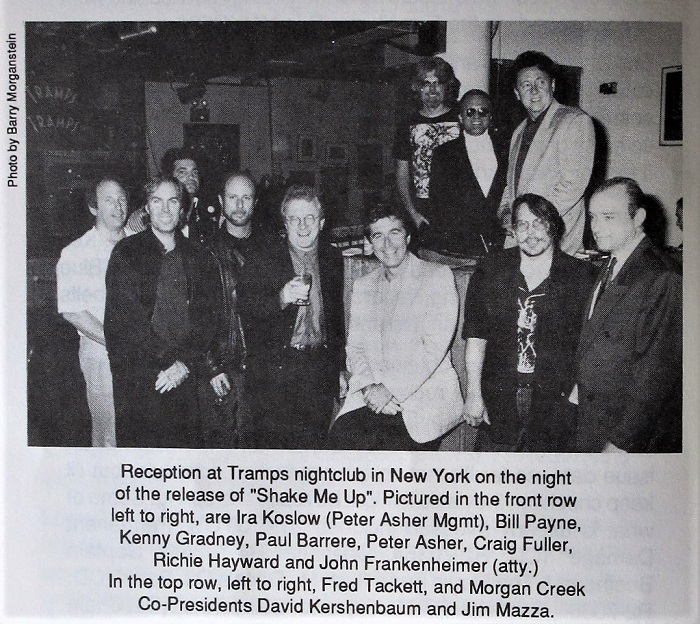 Photo by Barry Morganstein
TRAMPS
TRAMPS
Reception at Tramps nightclub in New York on the night
of the release of "Shake Me Up". Pictured in the front row
left to right, are Ira Koslow (Peter Asher Mgmt), Bill Payne,
Kenny Gradney, Paul Barrere, Peter Asher, Craig Fuller,
Richie Hayward and John Frankenheimer (atty.)
In the top row, left to right, Fred Tackett, and Morgan Creek
Co-Presidents David Kershenbaum and Jim Mazza.